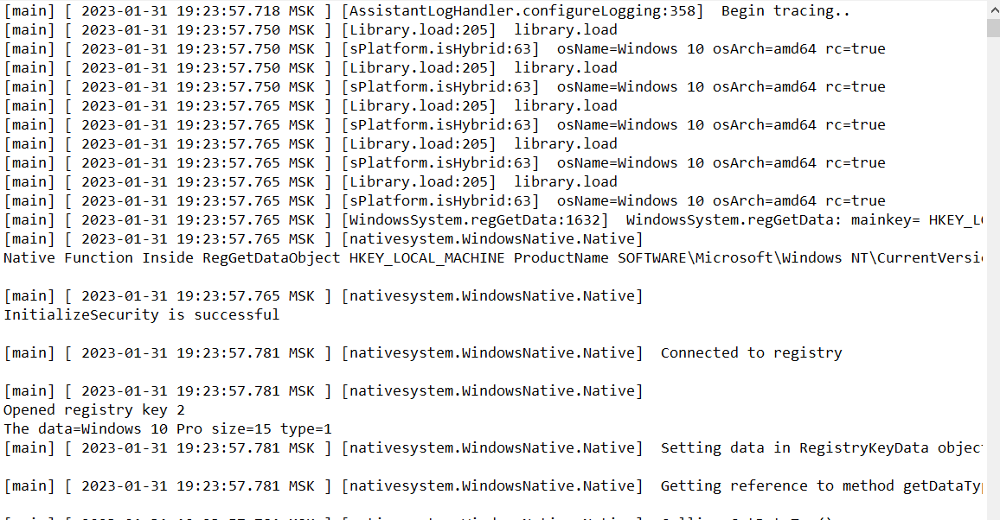 [main] [ 2023-01-31 19:23:57.718 MSK ] [AssistantLogHandler.configureLogging:358]  Begin tracing..
[main] [ 2023-01-31 19:23:57.750 MSK ] [Library.load:205]  library.load
[main] [ 2023-01-31 19:23:57.750 MSK ] [sPlatform.isHybrid:63]  osName=Windows 10 osArch=amd64 rc=true
[main] [ 2023-01-31 19:23:57.750 MSK ] [Library.load:205]  library.load
[main] [ 2023-01-31 19:23:57.750 MSK ] [sPlatform.isHybrid:63]  osName=Windows 10 osArch=amd64 rc=true
[main] [ 2023-01-31 19:23:57.765 MSK ] [Library.load:205]  library.load
[main] [ 2023-01-31 19:23:57.765 MSK ] [sPlatform.isHybrid:63]  osName=Windows 10 osArch=amd64 rc=true
[main] [ 2023-01-31 19:23:57.765 MSK ] [Library.load:205]  library.load
[main] [ 2023-01-31 19:23:57.765 MSK ] [sPlatform.isHybrid:63]  osName=Windows 10 osArch=amd64 rc=true
[main] [ 2023-01-31 19:23:57.765 MSK ] [Library.load:205]  library.load
[main] [ 2023-01-31 19:23:57.765 MSK ] [sPlatform.isHybrid:63]  osName=Windows 10 osArch=amd64 rc=true
[main] [ 2023-01-31 19:23:57.765 MSK ] [WindowsSystem.regGetData:1632]  WindowsSystem.regGetData: mainkey= HKEY_L
[main] [ 2023-01-31 19:23:57.765 MSK ] [nativesystem.WindowsNative.Native]
Native Function Inside RegGetDataObject HKEY_LOCAL_MACHINE ProductName SOFTWARE\Microsoft\Windows NT\CurrentVersi
[main] [ 2023-01-31 19:23:57.765 MSK ] [nativesystem.WindowsNative.Native]
InitializeSecurity is successful
[main] [ 2023-01-31 19:23:57.781 MSK ] [nativesystem.WindowsNative.Native]  Connected to registry
[main] [ 2023-01-31 19:23:57.781 MSK ] [nativesystem.WindowsNative.Native]
Opened registry key 2
The data=Windows 10 Pro size=15 type=1
[main] [ 2023-01-31 19:23:57.781 MSK ] [nativesystem.WindowsNative.Native]  Setting data in RegistryKeyData objec
[main] [ 2023-01-31 19:23:57.781 MSK ] [nativesystem.WindowsNative.Native]  Getting reference to method getDataTy